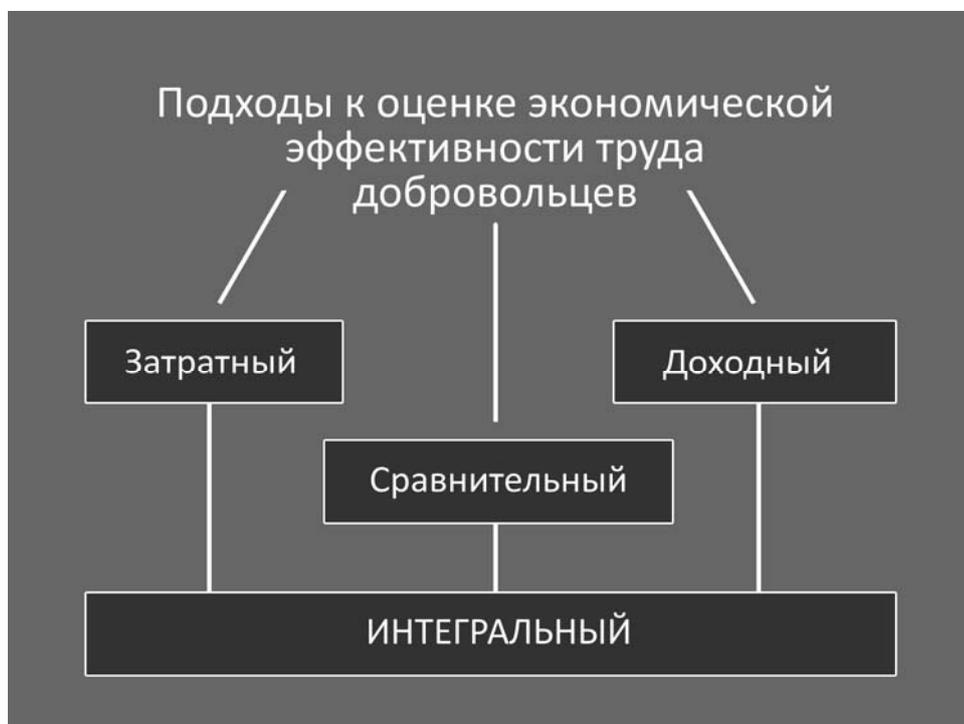 Подходы к оценке экономической
эффективности труда
добровольцев
Затратный
Доходный
Сравнительный
ИНТЕГРАЛЬНЫЙ